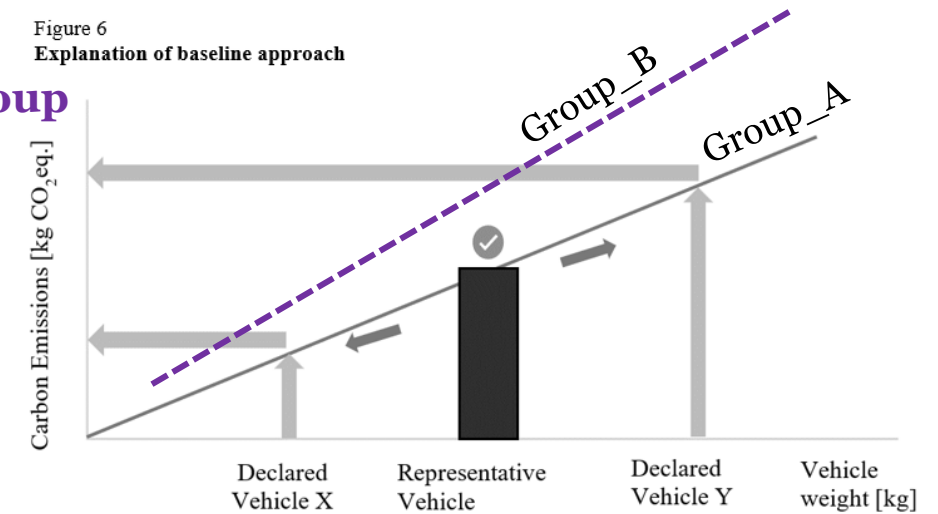 Figure 6
Explanation of baseline approach
oup
Group_B
Group_A
Carbon Emissions [kg CO₂eq.]
Declared
Vehicle X
Representative
Vehicle
Declared
Vehicle Y
Vehicle
weight [kg]